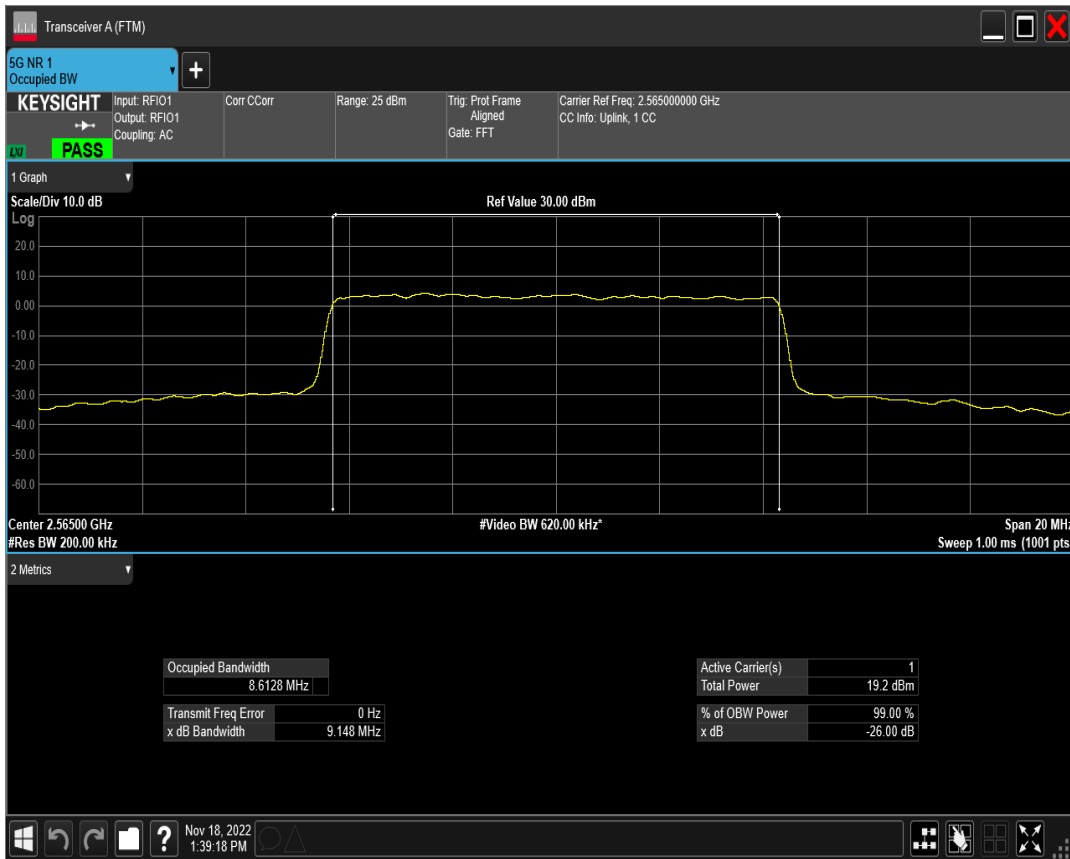 Transceiver A (FTM)
5G NR 1
Occupied BW
KEYSIGHT
LXI
PASS
Input: RFIO1
Output: RFIO1
Coupling: AC
Corr CCorr
Range: 25 dBm
Trig: Prot Frame
Aligned
Gate: FFT
Carrier Ref Freq: 2.565000000 GHz
CC Info: Uplink, 1 CC
1 Graph
Scale/Div 10.0 dB
Ref Value 30.00 dBm
Log
20.0
10.0
0.00
-10.0
-20.0
-30.0
-40.0
-50.0
-60.0
Center 2.56500 GHz
#Video BW 620.00 kHz*
Span 20 MHz
#Res BW 200.00 kHz
Sweep 1.00 ms (1001 pts
2 Metrics
Occupied Bandwidth
8.6128 MHz
Transmit Freq Error 0 Hz
x dB Bandwidth 9.148 MHz
Active Carrier(s) 1
Total Power 19.2 dBm
% of OBW Power 99.00 %
x dB -26.00 dB
?
Nov 18, 2022
1:39:18 PM